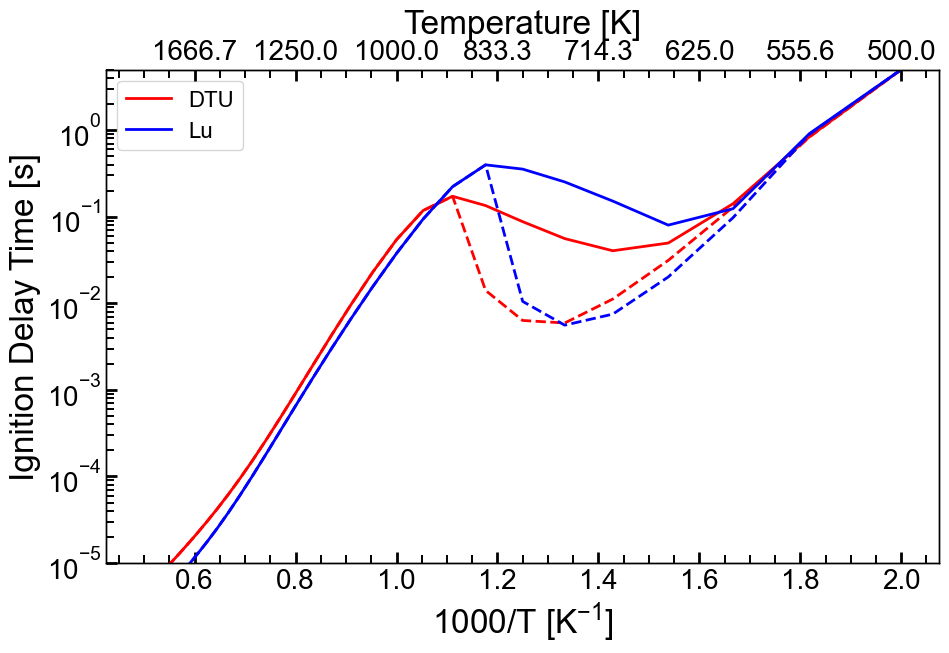 Temperature [K]
1666.7 1250.0 1000.0 833.3 714.3 625.0 555.6 500.0
DTU
Lu
Ignition Delay Time [s]
10⁰
10⁻¹
10⁻²
10⁻³
10⁻⁴
10⁻⁵
0.6 0.8 1.0 1.2 1.4 1.6 1.8 2.0
1000/T [K⁻¹]